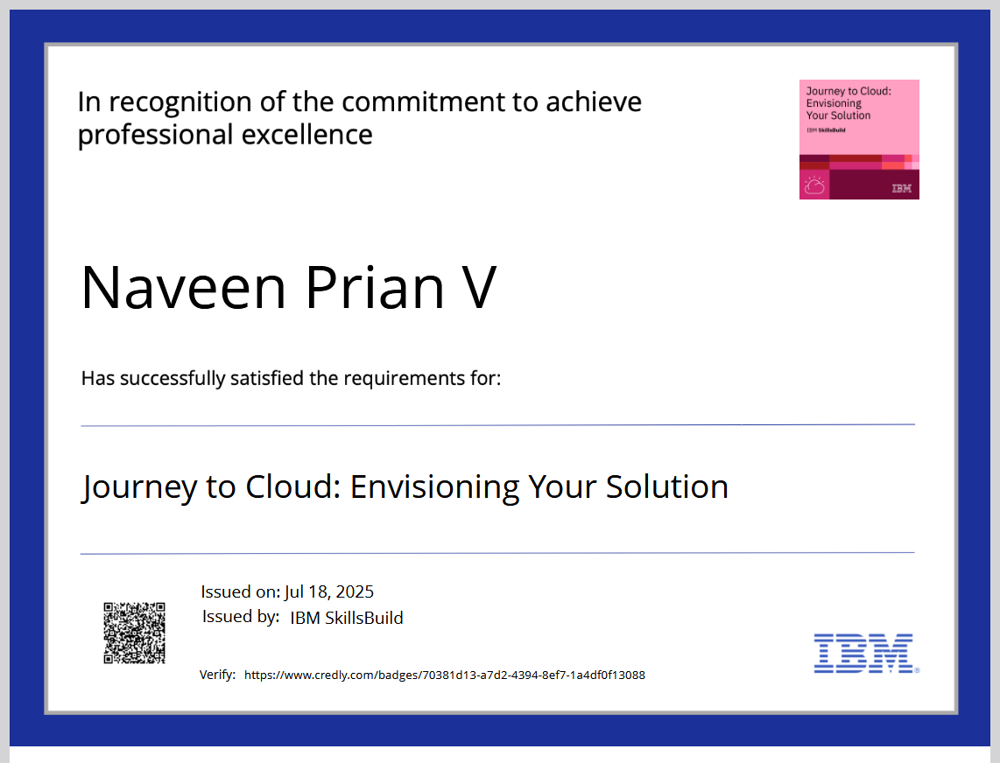 In recognition of the commitment to achieve
professional excellence
Journey to Cloud:
Envisioning
Your Solution
IBM SkillsBuild
IBM
Naveen Prian V
Has successfully satisfied the requirements for:
Journey to Cloud: Envisioning Your Solution
Issued on: Jul 18, 2025
Issued by: IBM SkillsBuild
Verify: https://www.credly.com/badges/70381d13-a7d2-4394-8ef7-1a4df0f13088
IBM®